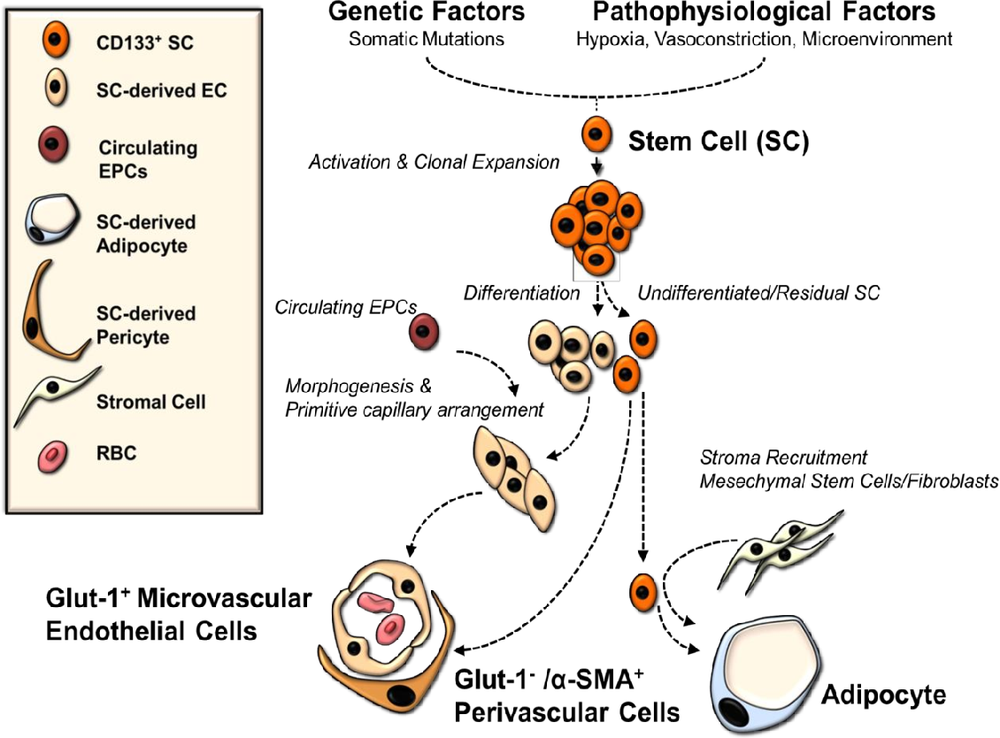 CD133+ SC
SC-derived EC
Circulating
EPCs
SC-derived
Adipocyte
SC-derived
Pericyte
Stromal Cell
RBC
Genetic Factors
Somatic Mutations
Pathophysiological Factors
Hypoxia, Vasoconstriction, Microenvironment
Stem Cell (SC)
Activation & Clonal Expansion
Differentiation
Undifferentiated/Residual SC
Circulating EPCs
Morphogenesis &
Primitive capillary arrangement
Stroma Recruitment
Mesechymal Stem Cells/Fibroblasts
Glut-1+ Microvascular
Endothelial Cells
Glut-1- /α-SMA+
Perivascular Cells
Adipocyte